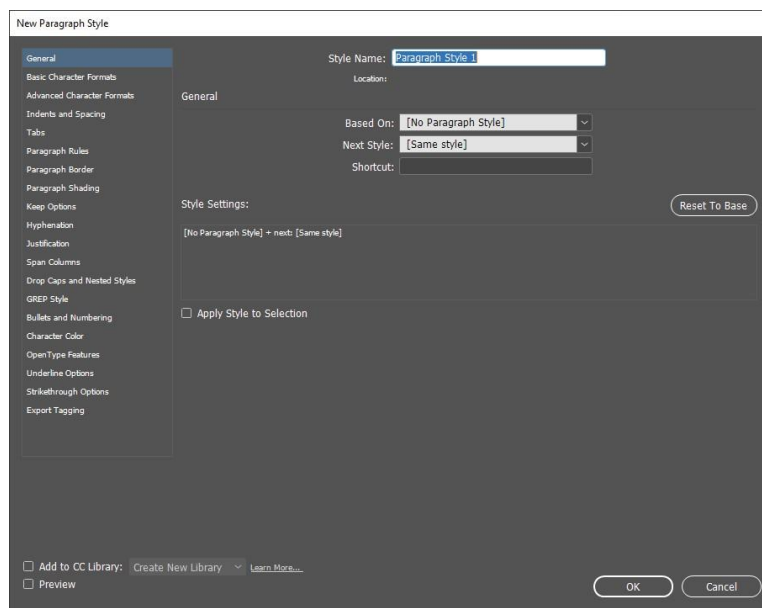 New Paragraph Style
General
Basic Character Formats
Advanced Character Formats
Indents and Spacing
Tabs
Paragraph Rules
Paragraph Border
Paragraph Shading
Keep Options
Hyphenation
Justification
Span Columns
Drop Caps and Nested Styles
GREP Style
Bullets and Numbering
Character Color
OpenType Features
Underline Options
Strikethrough Options
Export Tagging
Style Name: Paragraph Style 1
Location:
General
Based On: [No Paragraph Style]
Next Style: [Same style]
Shortcut:
Style Settings: Reset To Base
[No Paragraph Style] + next: [Same style]
Apply Style to Selection
Add to CC Library: Create New Library Learn More...
Preview
OK Cancel